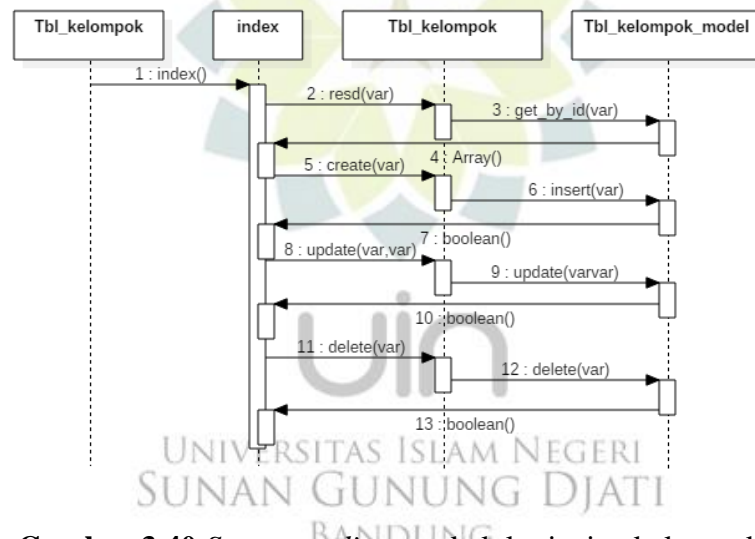 Tbl_kelompok
index
Tbl_kelompok
Tbl_kelompok_model
1 : index()
2 : resd(var)
3 : get_by_id(var)
4 : Array()
5 : create(var)
6 : insert(var)
7 : boolean()
8 : update(var,var)
9 : update(varvar)
10 : boolean()
11 : delete(var)
12 : delete(var)
13 : boolean()
uin
UNIVERSITAS ISLAM NEGERI
SUNAN GUNUNG DJATI
BANDUNG